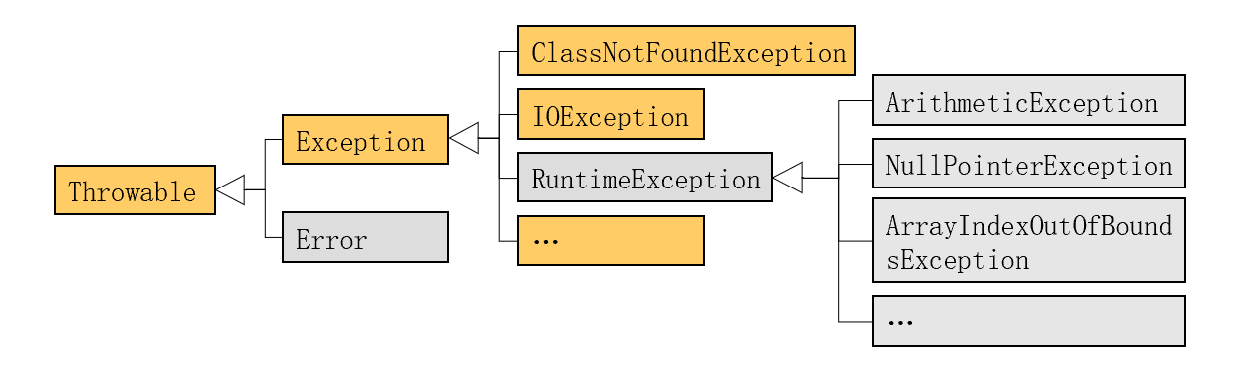 Throwable
Exception
Error
ClassNotFoundException
IOException
RuntimeException
…
ArithmeticException
NullPointerException
ArrayIndexOutOfBound
sException
…